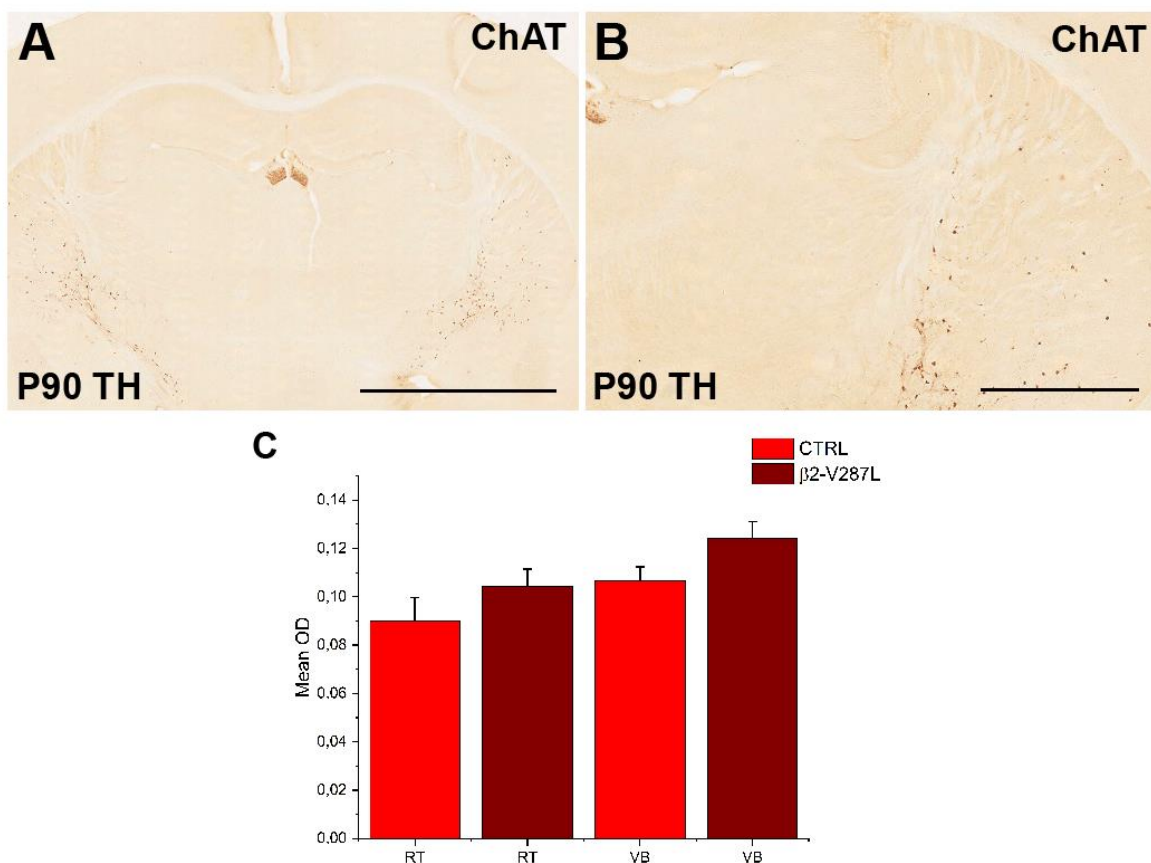 A
ChAT
P90 TH
B
ChAT
P90 TH
C
CTRL
β2-V287L
Mean OD
0,14
0,12
0,10
0,08
0.06
0,04
0,02
0.00
RT
RT
VB
VB